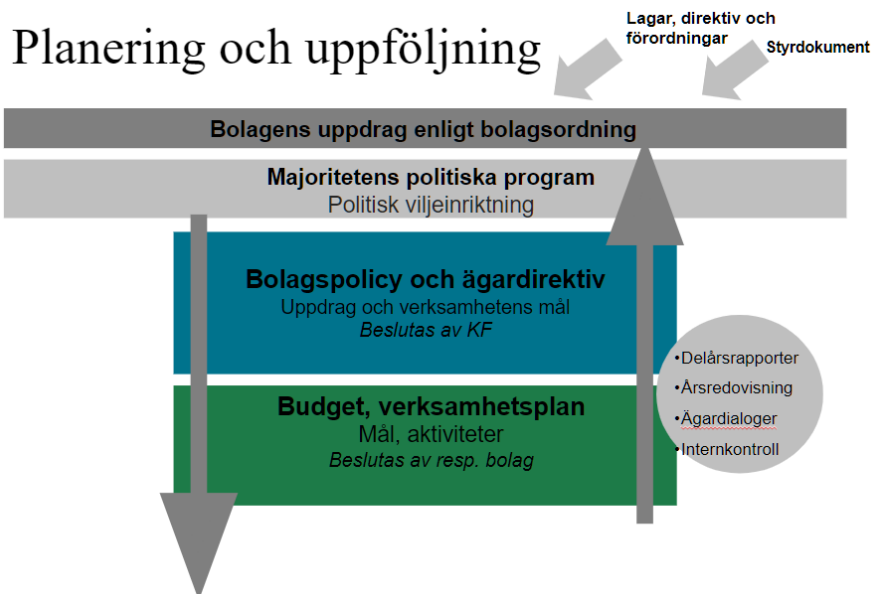 Planering och uppföljning
Lagar, direktiv och
förordningar
Styrdokument
Bolagens uppdrag enligt bolagsordning
Majoritetens politiska program
Politisk viljeinriktning
Bolagspolicy och ägardirektiv
Uppdrag och verksamhetens mål
Beslutas av KF
Budget, verksamhetsplan
Mål, aktiviteter
Beslutas av resp. bolag
•Delårsrapporter
•Årsredovisning
•Ägardialoger
•Internkontroll